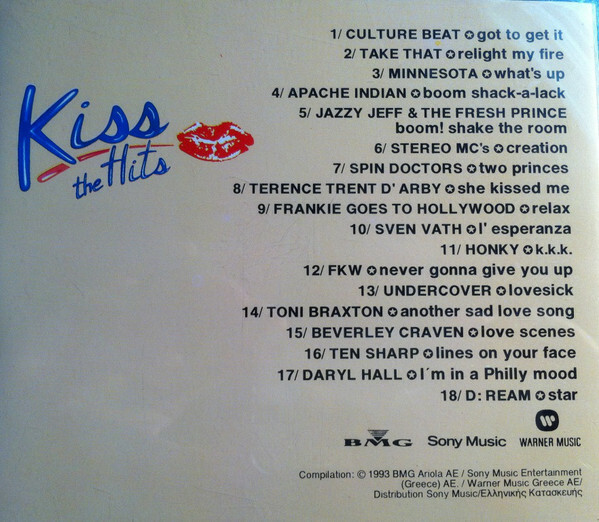 Kiss
the Hits
1/ CULTURE BEAT ✪ got to get it
2/ TAKE THAT ✪ relight my fire
3/ MINNESOTA ✪ what's up
4/ APACHE INDIAN ✪ boom shack-a-lack
5/ JAZZY JEFF & THE FRESH PRINCE
boom! shake the room
6/ STEREO MC's ✪ creation
7/ SPIN DOCTORS ✪ two princes
8/ TERENCE TRENT D' ARBY ✪ she kissed me
9/ FRANKIE GOES TO HOLLYWOOD ✪ relax
10/ SVEN VATH ✪ l' esperanza
11/ HONKY ✪ k.k.k.
12/ FKW ✪ never gonna give you up
13/ UNDERCOVER ✪ lovesick
14/ TONI BRAXTON ✪ another sad love song
15/ BEVERLEY CRAVEN ✪ love scenes
16/ TEN SHARP ✪ lines on your face
17/ DARYL HALL ✪ I´m in a Philly mood
18/ D: REAM ✪ star
BMG Sony Music WARNER MUSIC
Compilation: © 1993 BMG Ariola AE / Sony Music Entertainment
(Greece) AE. / Warner Music Greece AE/
Distribution Sony Music/Ελληνικής Κατασκευής